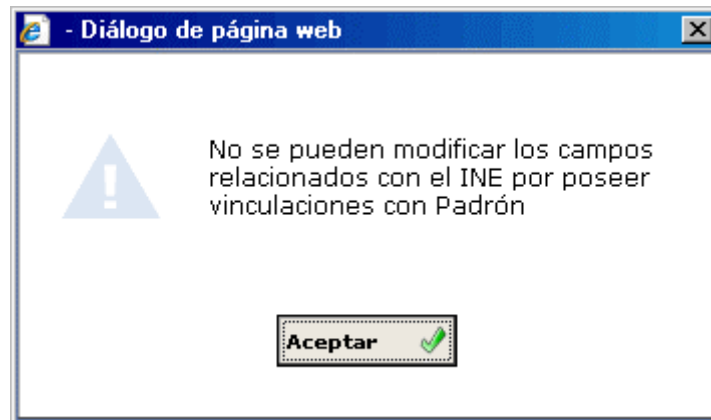 - Diálogo de página web
No se pueden modificar los campos
relacionados con el INE por poseer
vinculaciones con Padrón
Aceptar